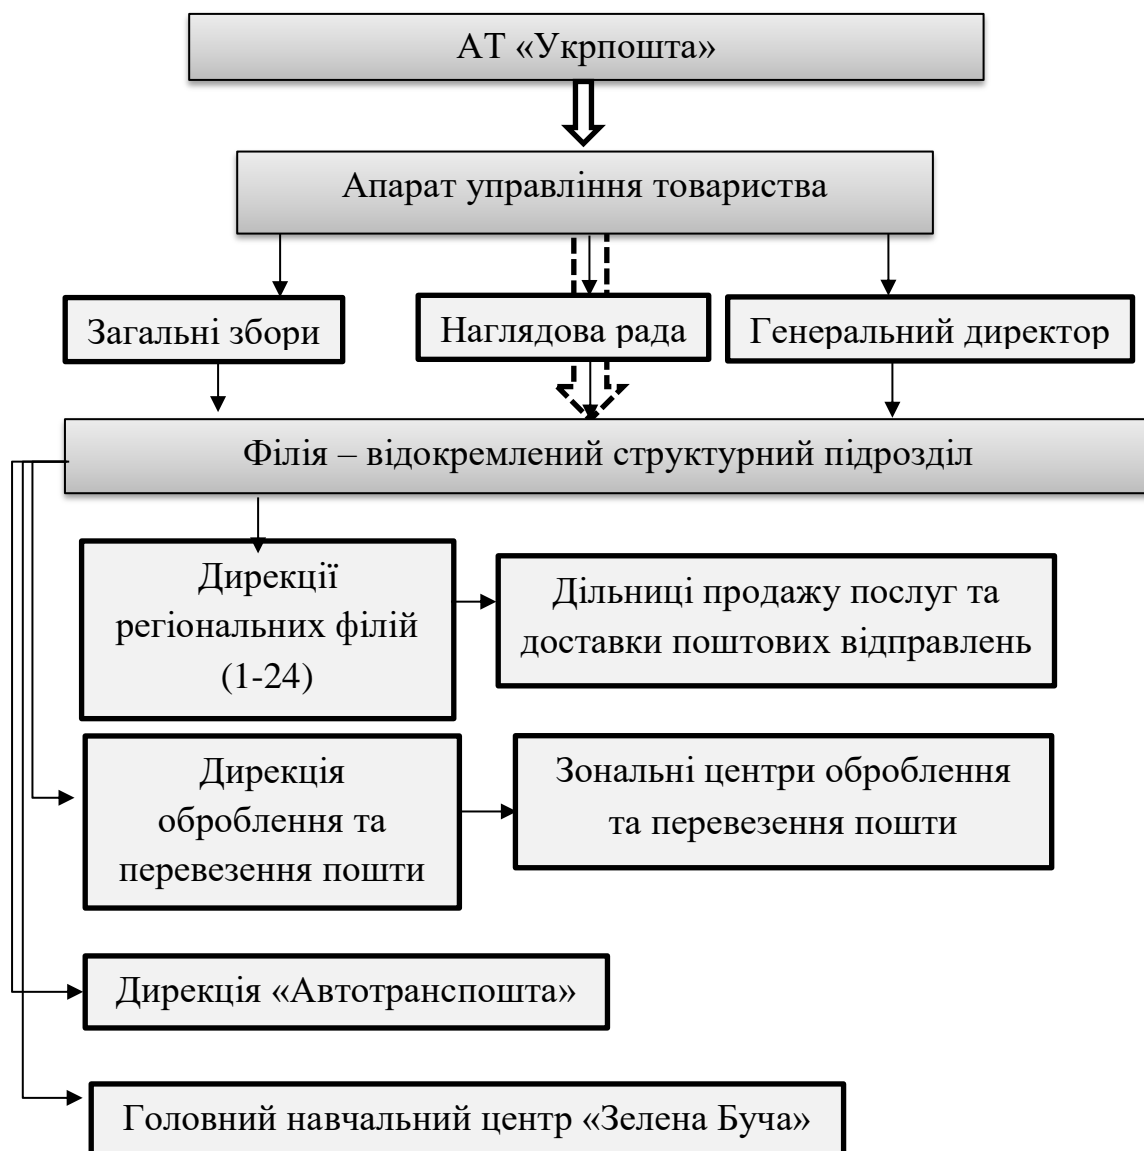 АТ «Укрпошта»
Апарат управління товариства
Загальні збори
Наглядова рада
Генеральний директор
Філія – відокремлений структурний підрозділ
Дирекції
регіональних філій
(1-24)
Дільниці продажу послуг та
доставки поштових відправлень
Дирекція
оброблення та
перевезення пошти
Зональні центри оброблення
та перевезення пошти
Дирекція «Автотранспошта»
Головний навчальний центр «Зелена Буча»